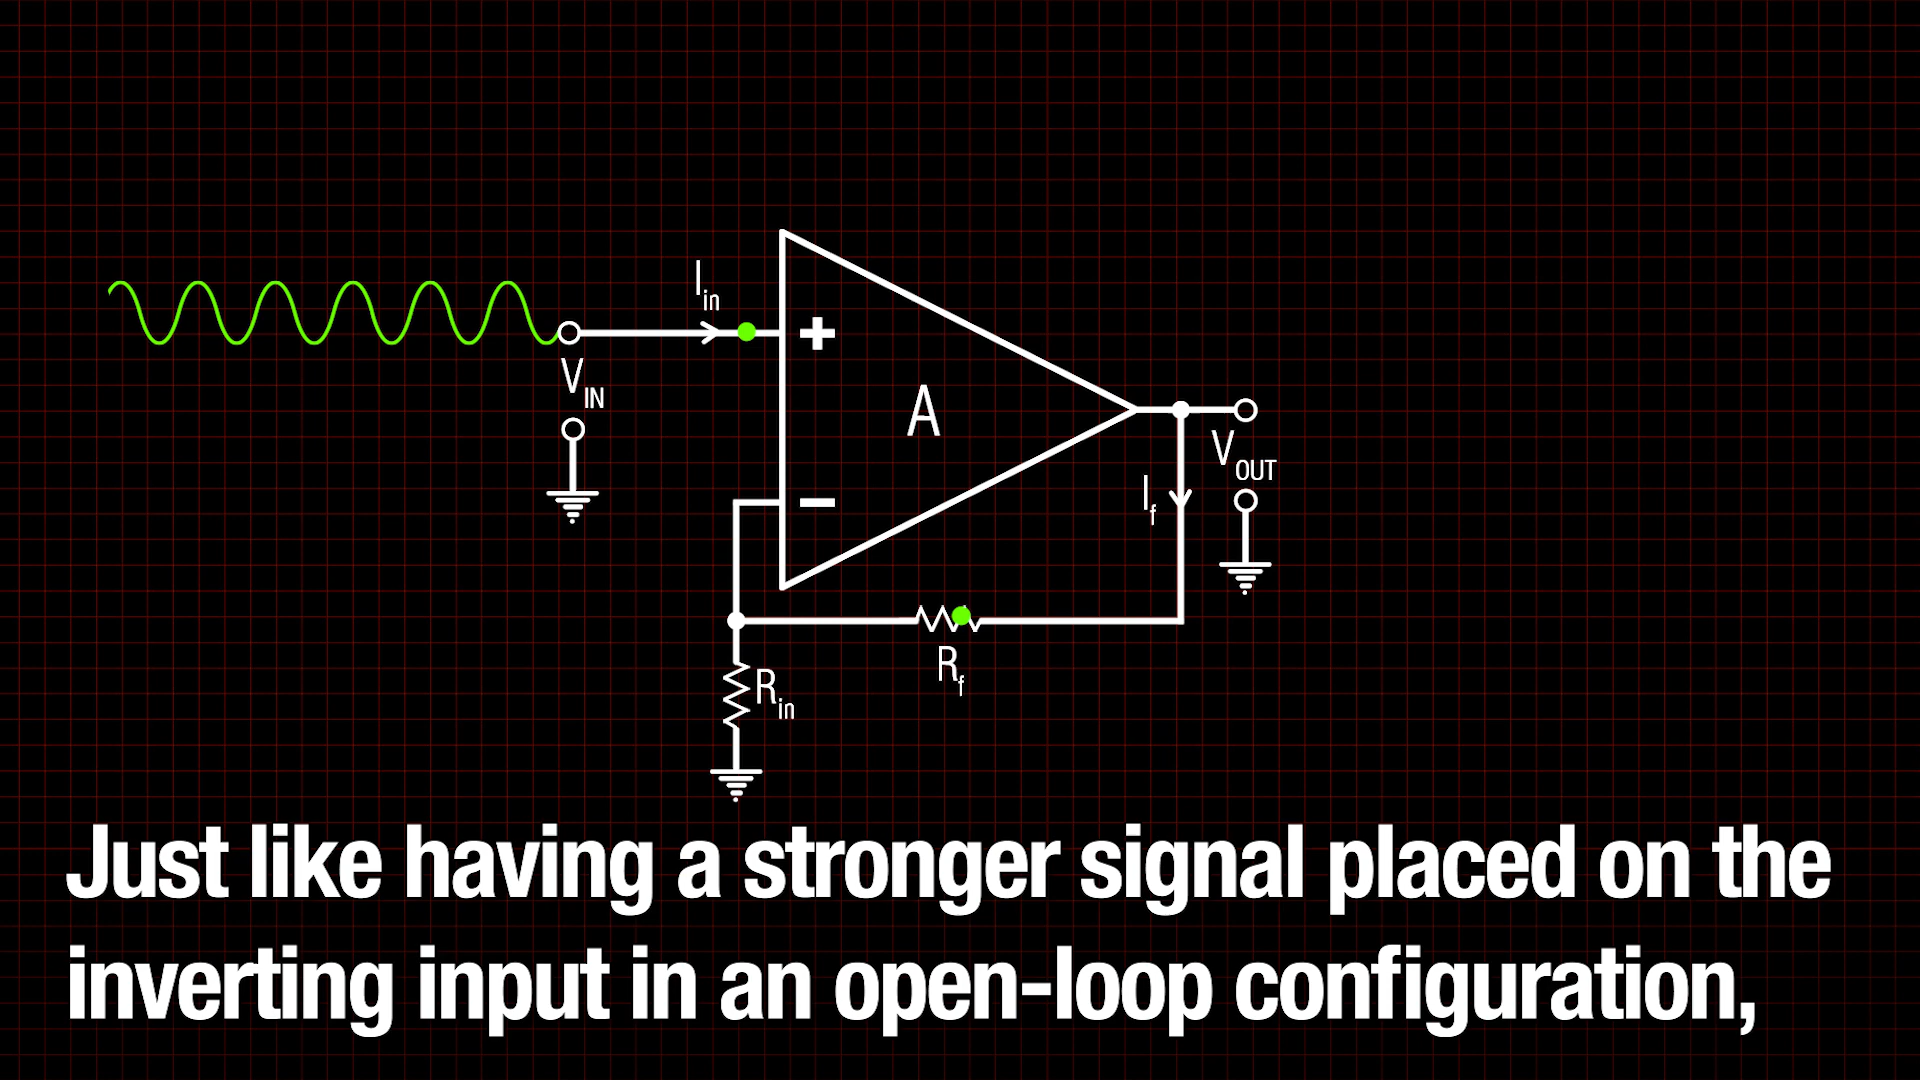 I in
+
V IN
A
V OUT
I f
−
R f
R in
Just like having a stronger signal placed on the
inverting input in an open-loop configuration,